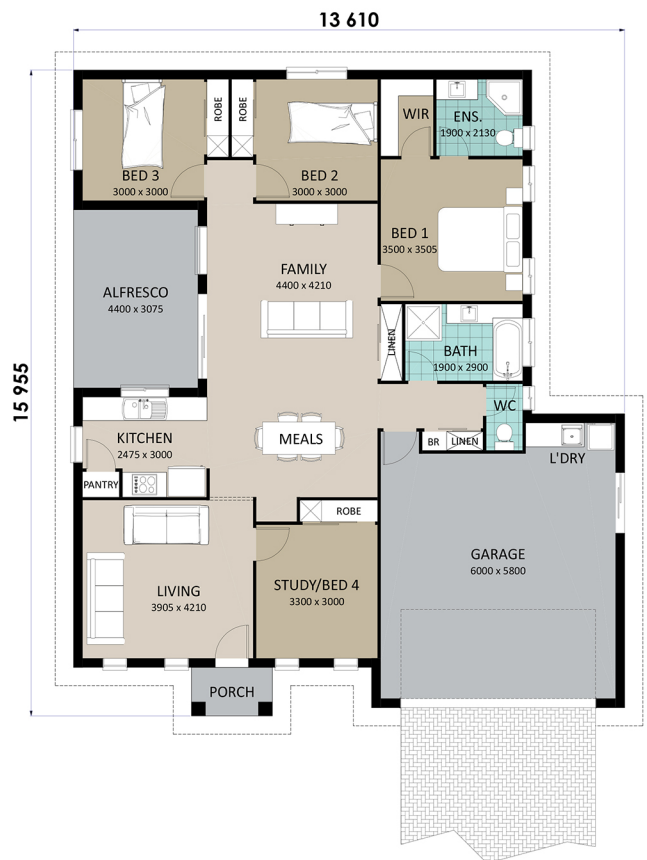 13 610
15 955
BED 3
3000 x 3000
ROBE
ROBE
BED 2
3000 x 3000
WIR
ENS.
1900 x 2130
BED 1
3500 x 3505
ALFRESCO
4400 x 3075
FAMILY
4400 x 4210
LINEN
BATH
1900 x 2900
WC
KITCHEN
2475 x 3000
MEALS
BR
LINEN
L'DRY
PANTRY
ROBE
LIVING
3905 x 4210
STUDY/BED 4
3300 x 3000
GARAGE
6000 x 5800
PORCH